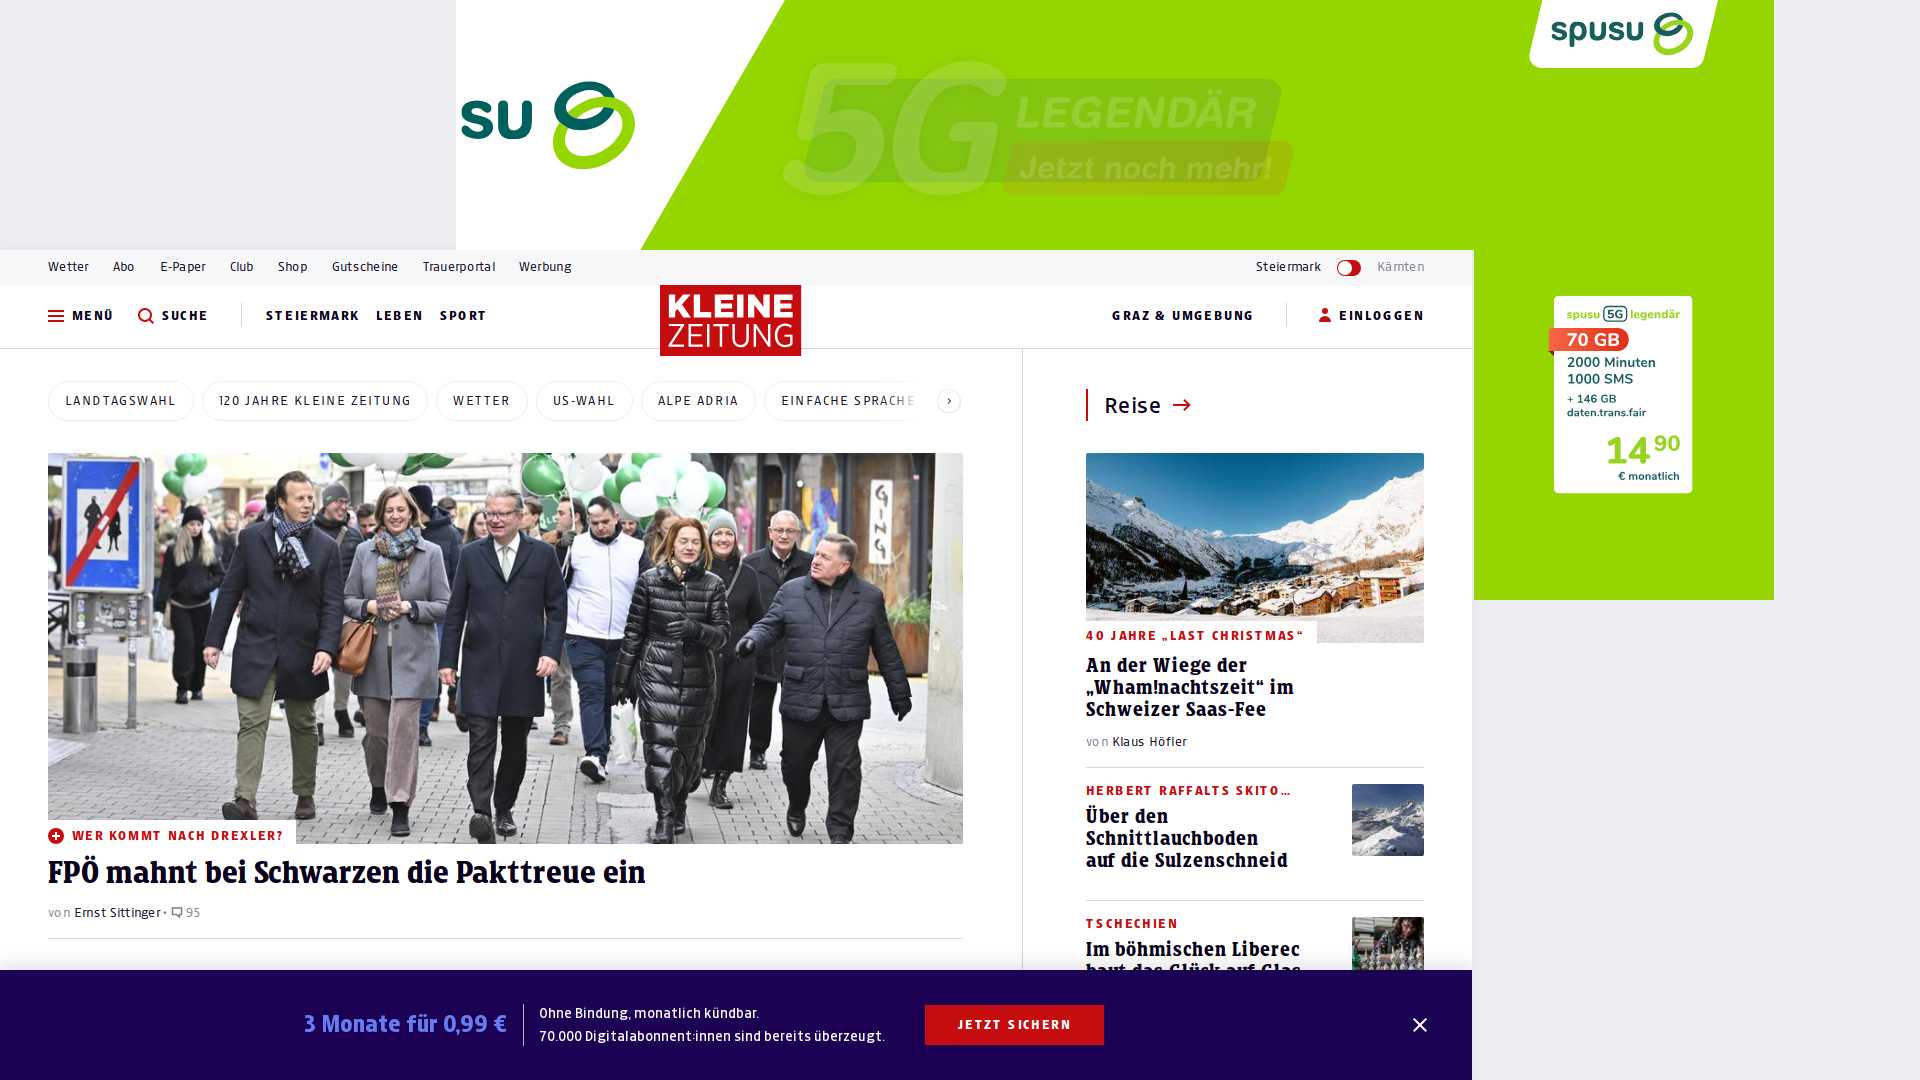 su
5G
LEGENDÄR
Jetzt noch mehr!
spusu
Wetter Abo E-Paper Club Shop Gutscheine Trauerportal Werbung
Steiermark Kärnten
MENÜ SUCHE STEIERMARK LEBEN SPORT
KLEINE
ZEITUNG
GRAZ & UMGEBUNG EINLOGGEN
LANDTAGSWAHL 120 JAHRE KLEINE ZEITUNG WETTER US-WAHL ALPE ADRIA EINFACHE SPRACHE
GING
WER KOMMT NACH DREXLER?
FPÖ mahnt bei Schwarzen die Pakttreue ein
von Ernst Sittinger • 95
Reise
40 JAHRE „LAST CHRISTMAS“
An der Wiege der
„Wham!nachtszeit“ im
Schweizer Saas-Fee
von Klaus Höfler
HERBERT RAFFALTS SKITO…
Über den
Schnittlauchboden
auf die Sulzenschneid
TSCHECHIEN
Im böhmischen Liberec
baut das Glück auf Glas
spusu 5G legendär
70 GB
2000 Minuten
1000 SMS
+ 146 GB
daten.trans.fair
14 90
€ monatlich
3 Monate für 0,99 €
Ohne Bindung, monatlich kündbar.
70.000 Digitalabonnent:innen sind bereits überzeugt.
JETZT SICHERN